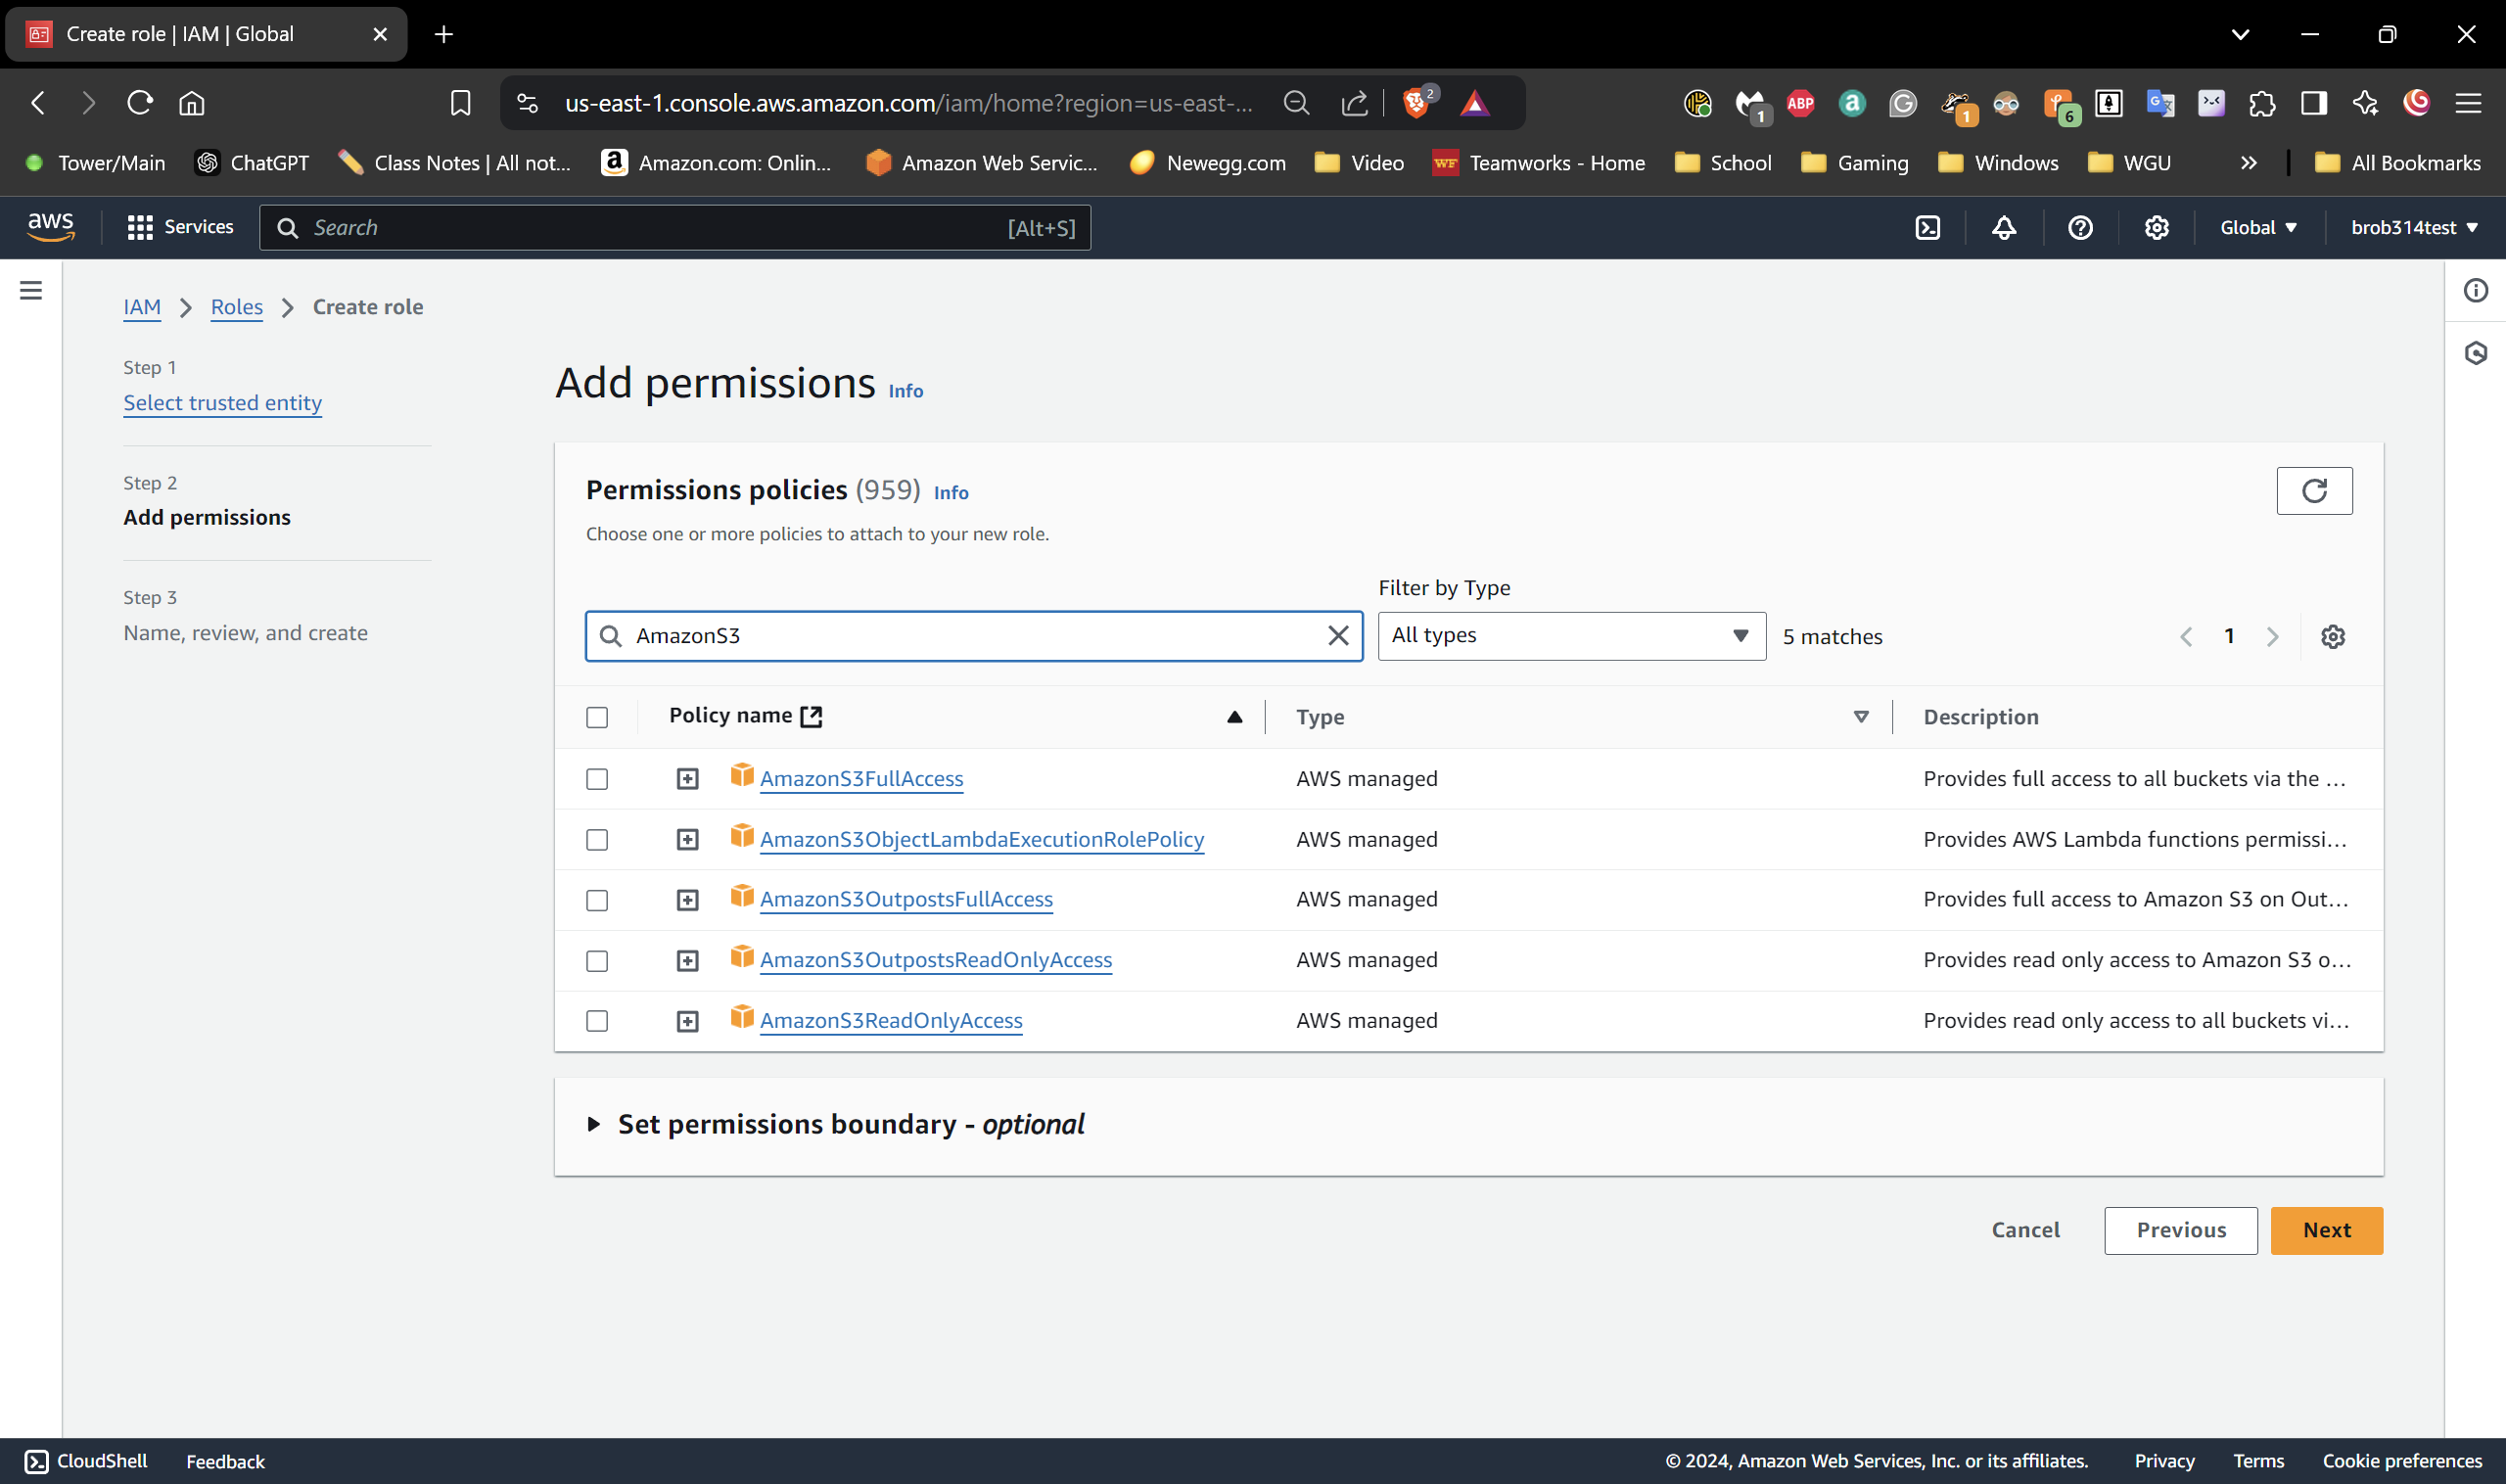 Create role | IAM | Global
us-east-1.console.aws.amazon.com/iam/home?region=us-east-...
2
1
ABP
a
1
6
Tower/Main
ChatGPT
Class Notes | All not...
a Amazon.com: Onlin...
Amazon Web Servic...
Newegg.com
Video
WF Teamworks - Home
School
Gaming
Windows
WGU
All Bookmarks
aws
Services
Search
[Alt+S]
Global
brob314test
IAM
Roles
Create role
Step 1
Select trusted entity
Step 2
Add permissions
Step 3
Name, review, and create
Add permissions Info
Permissions policies (959) Info
Choose one or more policies to attach to your new role.
Filter by Type
AmazonS3
All types
5 matches
1
Policy name
Type
Description
AmazonS3FullAccess
AWS managed
Provides full access to all buckets via the ...
AmazonS3ObjectLambdaExecutionRolePolicy
AWS managed
Provides AWS Lambda functions permissi...
AmazonS3OutpostsFullAccess
AWS managed
Provides full access to Amazon S3 on Out...
AmazonS3OutpostsReadOnlyAccess
AWS managed
Provides read only access to Amazon S3 o...
AmazonS3ReadOnlyAccess
AWS managed
Provides read only access to all buckets vi...
Set permissions boundary - optional
Cancel
Previous
Next
CloudShell
Feedback
© 2024, Amazon Web Services, Inc. or its affiliates.
Privacy
Terms
Cookie preferences